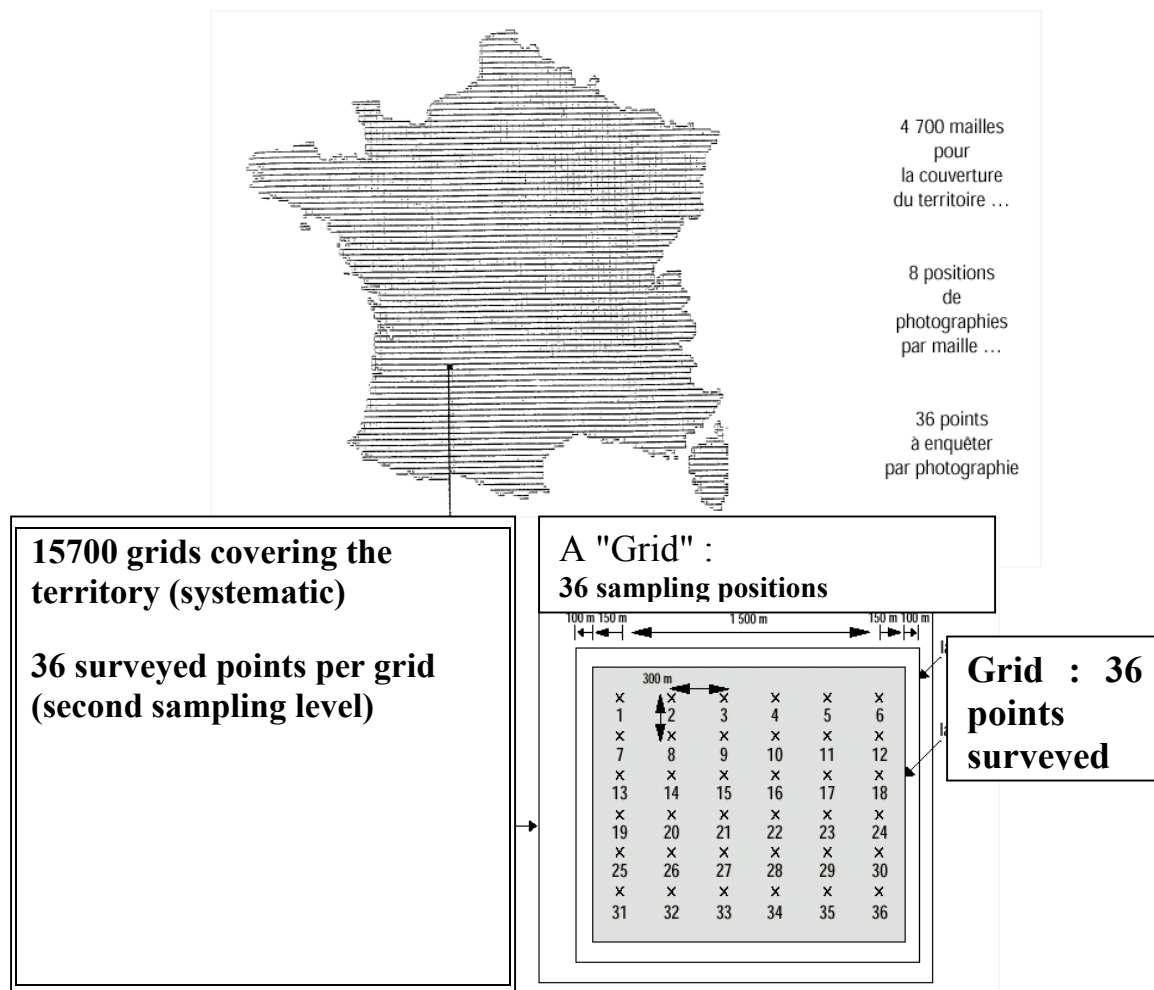 4 700 mailles
pour
la couverture
du territoire …
8 positions
de
photographies
par maille …
36 points
à enquêter
par photographie
15700 grids covering the
territory (systematic)
36 surveyed points per grid
(second sampling level)
A "Grid" :
36 sampling positions
100 m 150 m 1 500 m 150 m 100 m
300 m
1 2 3 4 5 6
7 8 9 10 11 12
13 14 15 16 17 18
19 20 21 22 23 24
25 26 27 28 29 30
31 32 33 34 35 36
Grid : 36
points
surveyed